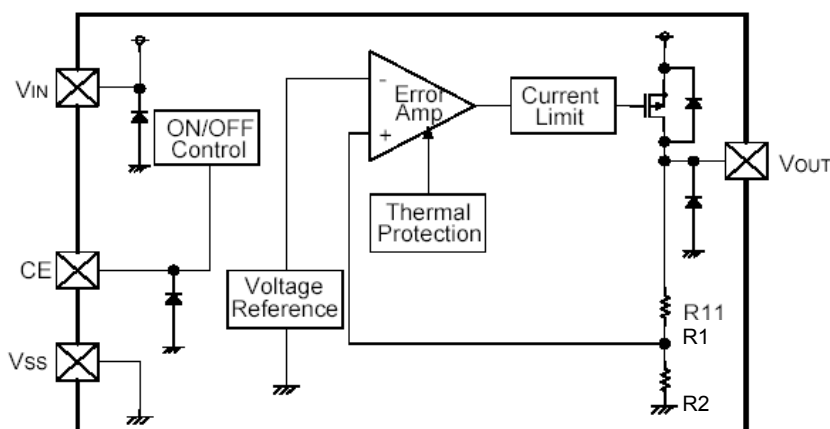 VIN
ON/OFF
Control
-
Error
Amp
+
Current
Limit
VOUT
Thermal
Protection
CE
Voltage
Reference
R11
R1
VSS
R2